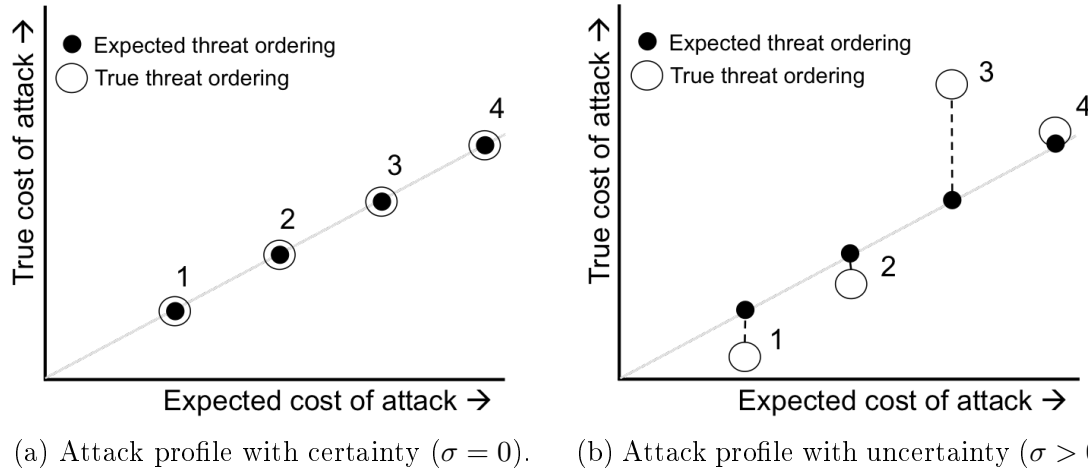 True cost of attack →
Expected threat ordering
True threat ordering
1
2
3
4
Expected cost of attack →
(a) Attack profile with certainty (σ = 0).
True cost of attack →
Expected threat ordering
True threat ordering
1
2
3
4
Expected cost of attack →
(b) Attack profile with uncertainty (σ >